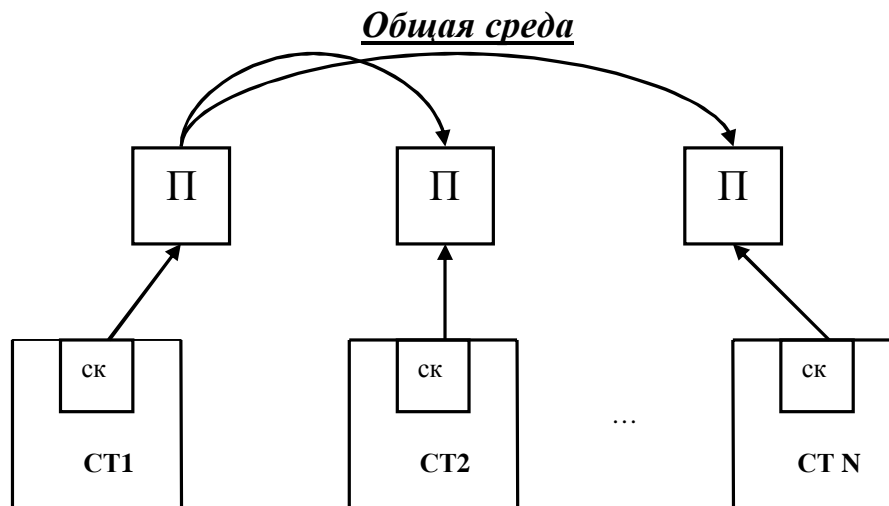 Общая среда
П П П
ск ск ск
...
СТ1 СТ2 СТ N